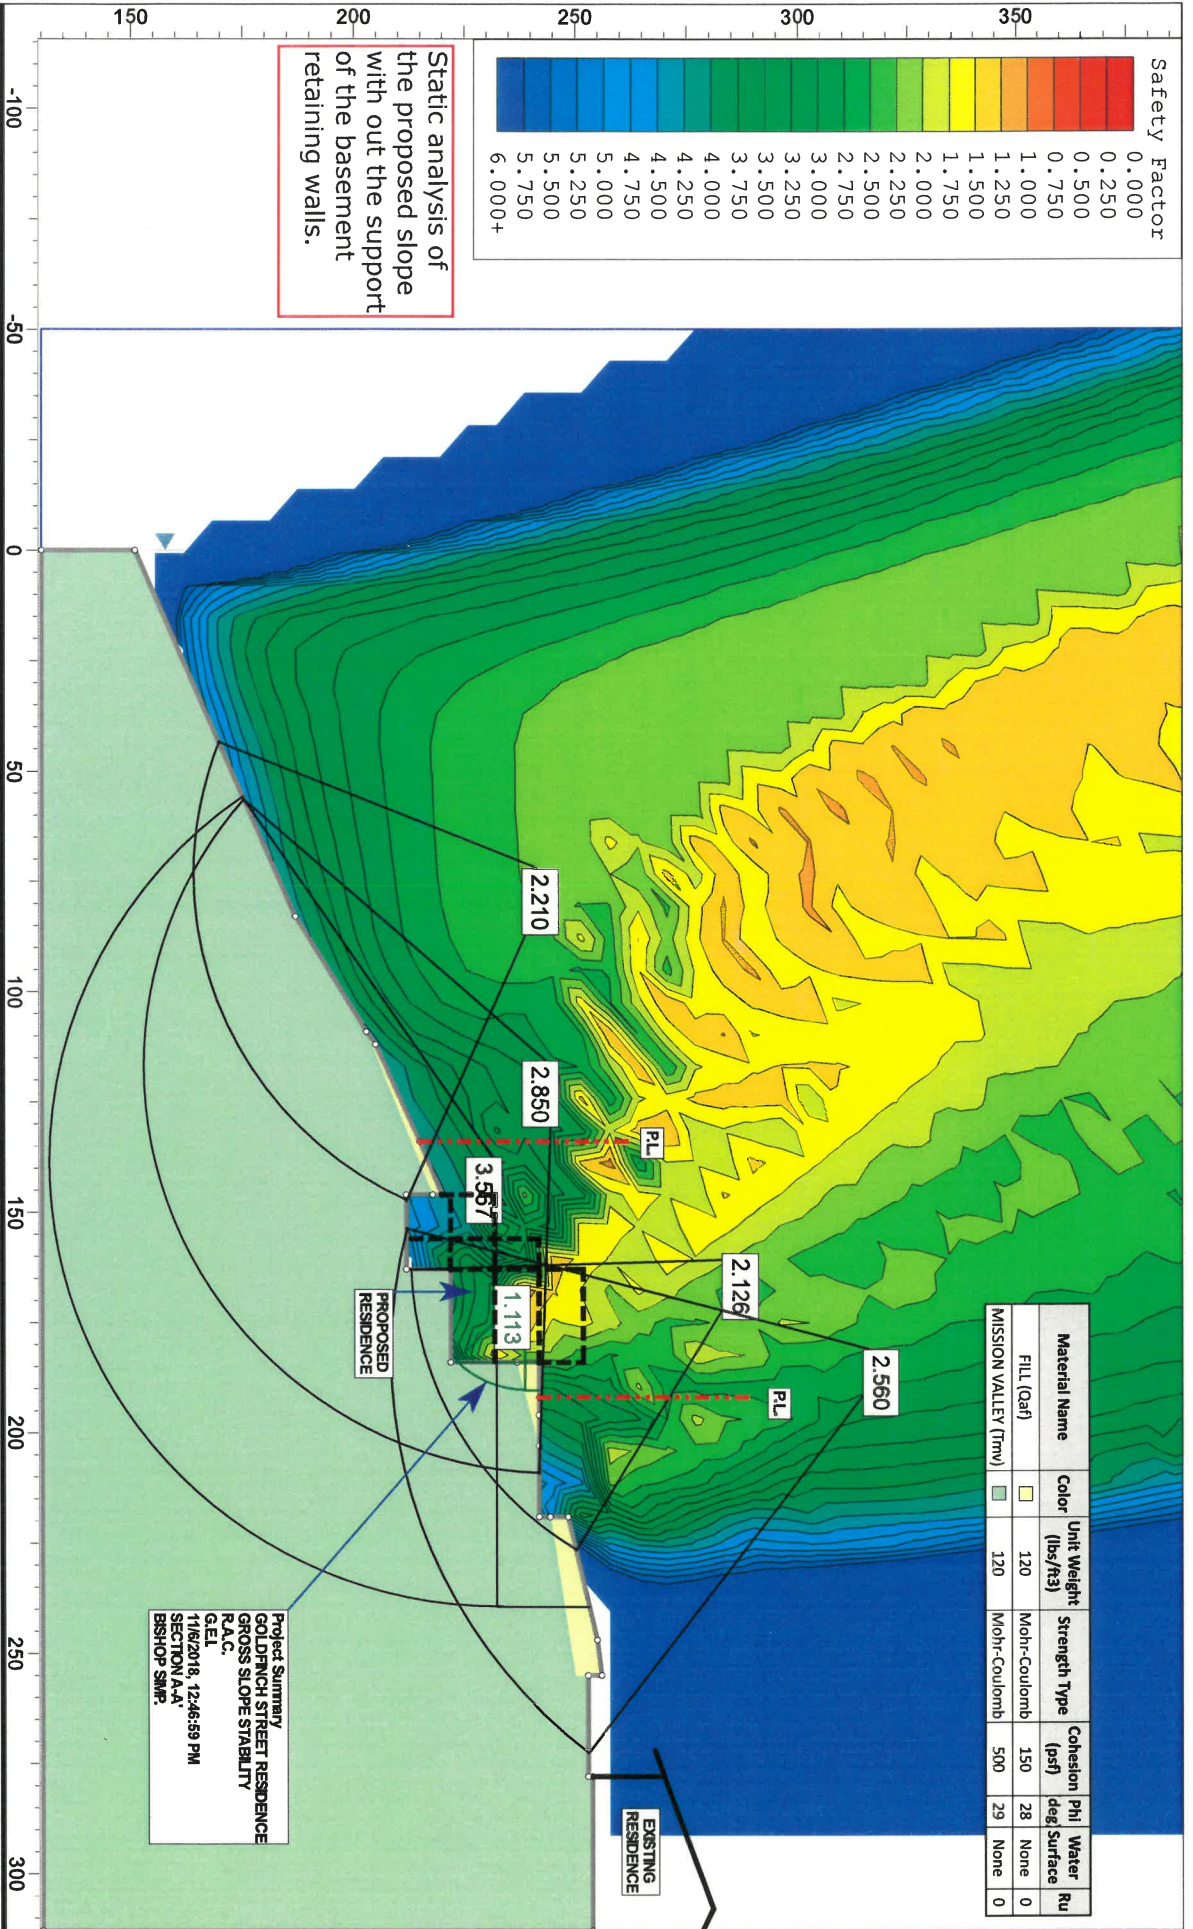 Safety Factor
0.000
0.250
0.500
0.750
1.000
1.250
1.500
1.750
2.000
2.250
2.500
2.750
3.000
3.250
3.500
3.750
4.000
4.250
4.500
4.750
5.000
5.250
5.500
5.750
6.000+
Static analysis of
the proposed slope
with out the support
of the basement
retaining walls.
Material Name Color Unit Weight (lbs/ft3) Strength Type Cohesion (psf) Phi deg Water Surface Ru
FILL (Qaf) 120 Mohr-Coulomb 150 28 None 0
MISSION VALLEY (Tmv) 120 Mohr-Coulomb 500 29 None 0
2.210
2.850
3.567
1.113
2.126
2.560
P.L.
P.L.
PROPOSED
RESIDENCE
EXISTING
RESIDENCE
Project Summary
GOLDFINCH STREET RESIDENCE
GROSS SLOPE STABILITY
R.A.C.
G.E.I.
11/6/2018, 12:46:59 PM
SECTION A-A'
BISHOP SIMP.
350
300
250
200
150
-100
-50
0
50
100
150
200
250
300